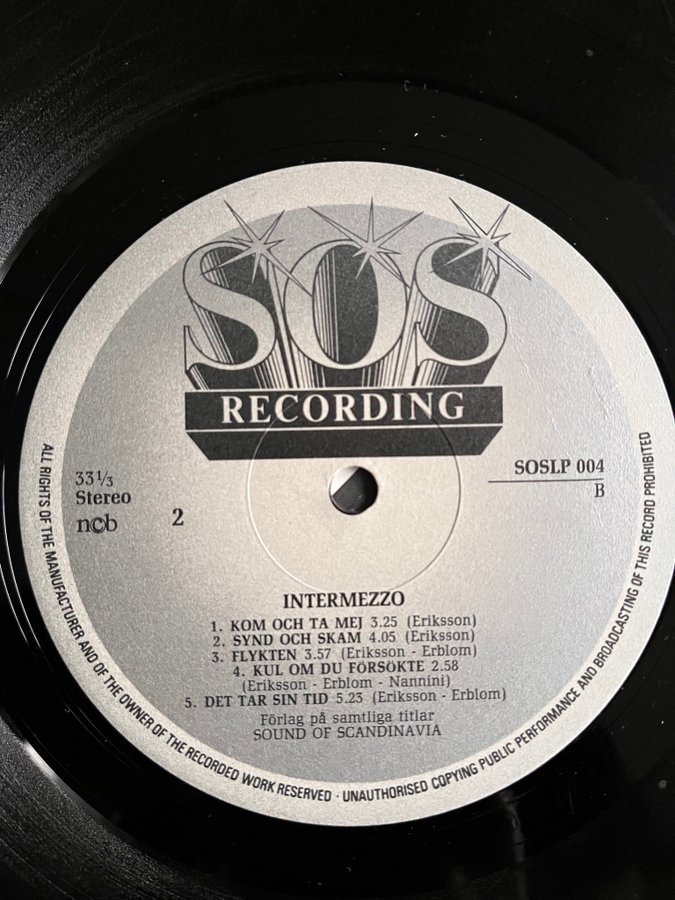 SOS
RECORDING
33 1/3
Stereo
ncb
2
SOSLP 004
B
INTERMEZZO
1. KOM OCH TA MEJ 3.25 (Eriksson)
2. SYND OCH SKAM 4.05 (Eriksson)
3. FLYKTEN 3.57 (Eriksson - Erblom)
4. KUL OM DU FÖRSÖKTE 2.58
(Eriksson - Erblom - Nannini)
5. DET TAR SIN TID 5.23 (Eriksson - Erblom)
Förlag på samtliga titlar
SOUND OF SCANDINAVIA
ALL RIGHTS OF THE MANUFACTURER AND OF THE OWNER OF THE RECORDED WORK RESERVED · UNAUTHORISED COPYING PUBLIC PERFORMANCE AND BROADCASTING OF THIS RECORD PROHIBITED